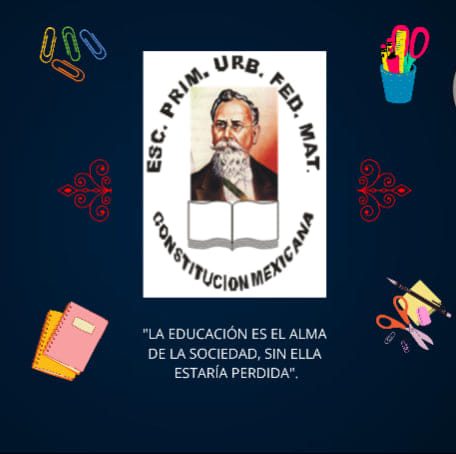 ESC. PRIM. URB. FED. MAT.
CONSTITUCION MEXICANA
"LA EDUCACIÓN ES EL ALMA
DE LA SOCIEDAD, SIN ELLA
ESTARÍA PERDIDA".